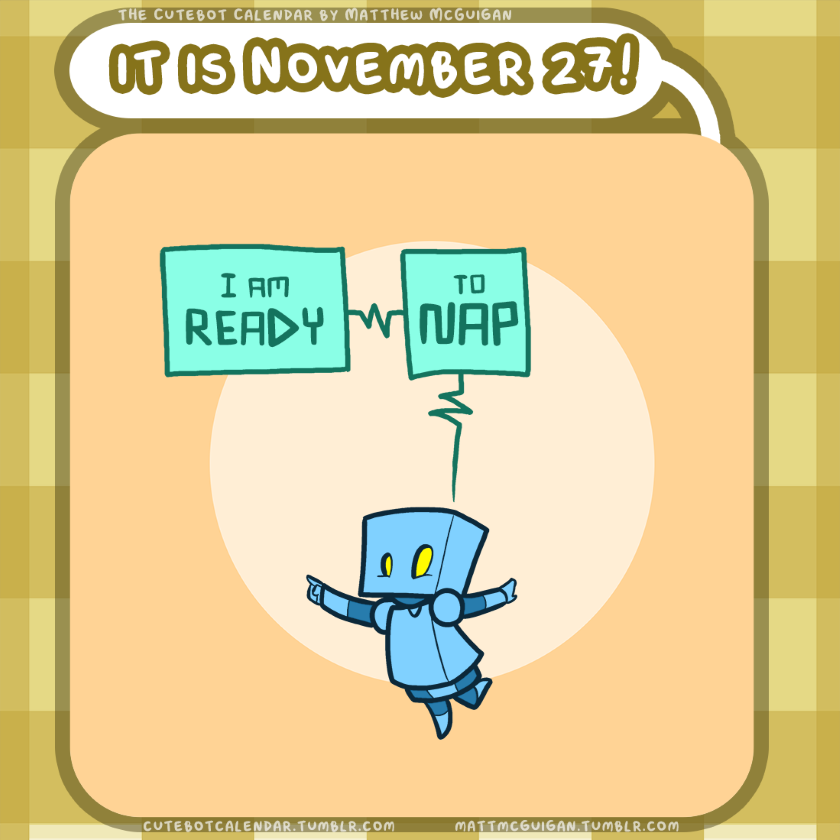 THE CUTEBOT CALENDAR BY MATTHEW MCGUIGAN
IT IS NOVEMBER 27!
I AM
READY
TO
NAP
CUTEBOTCALENDAR.TUMBLR.COM
MATTMCGUIGAN.TUMBLR.COM